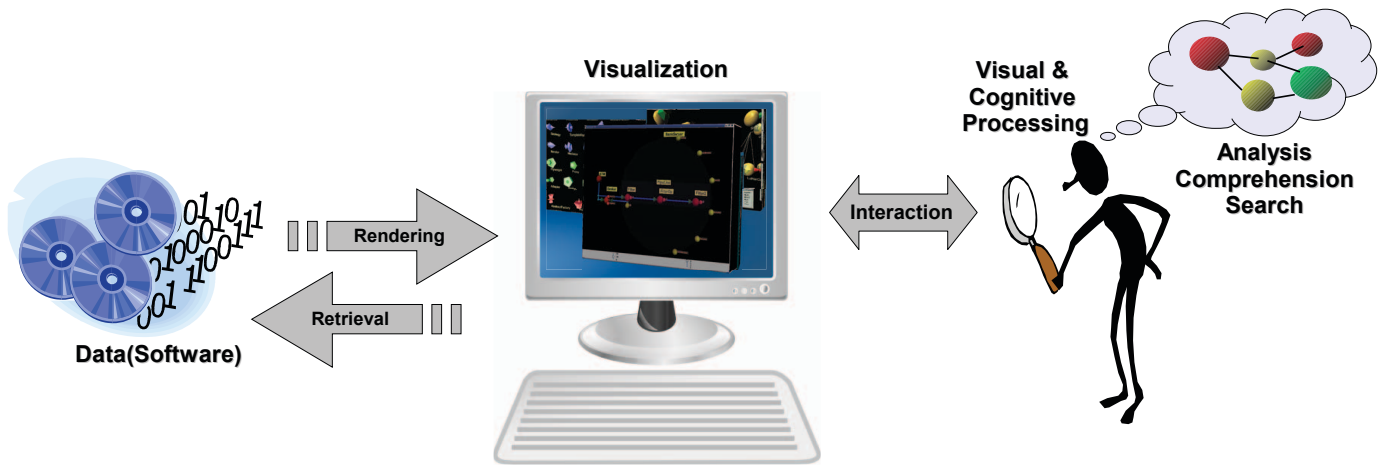 Visualization
Visual &
Cognitive
Processing
Analysis
Comprehension
Search
Rendering
Interaction
Retrieval
Data(Software)